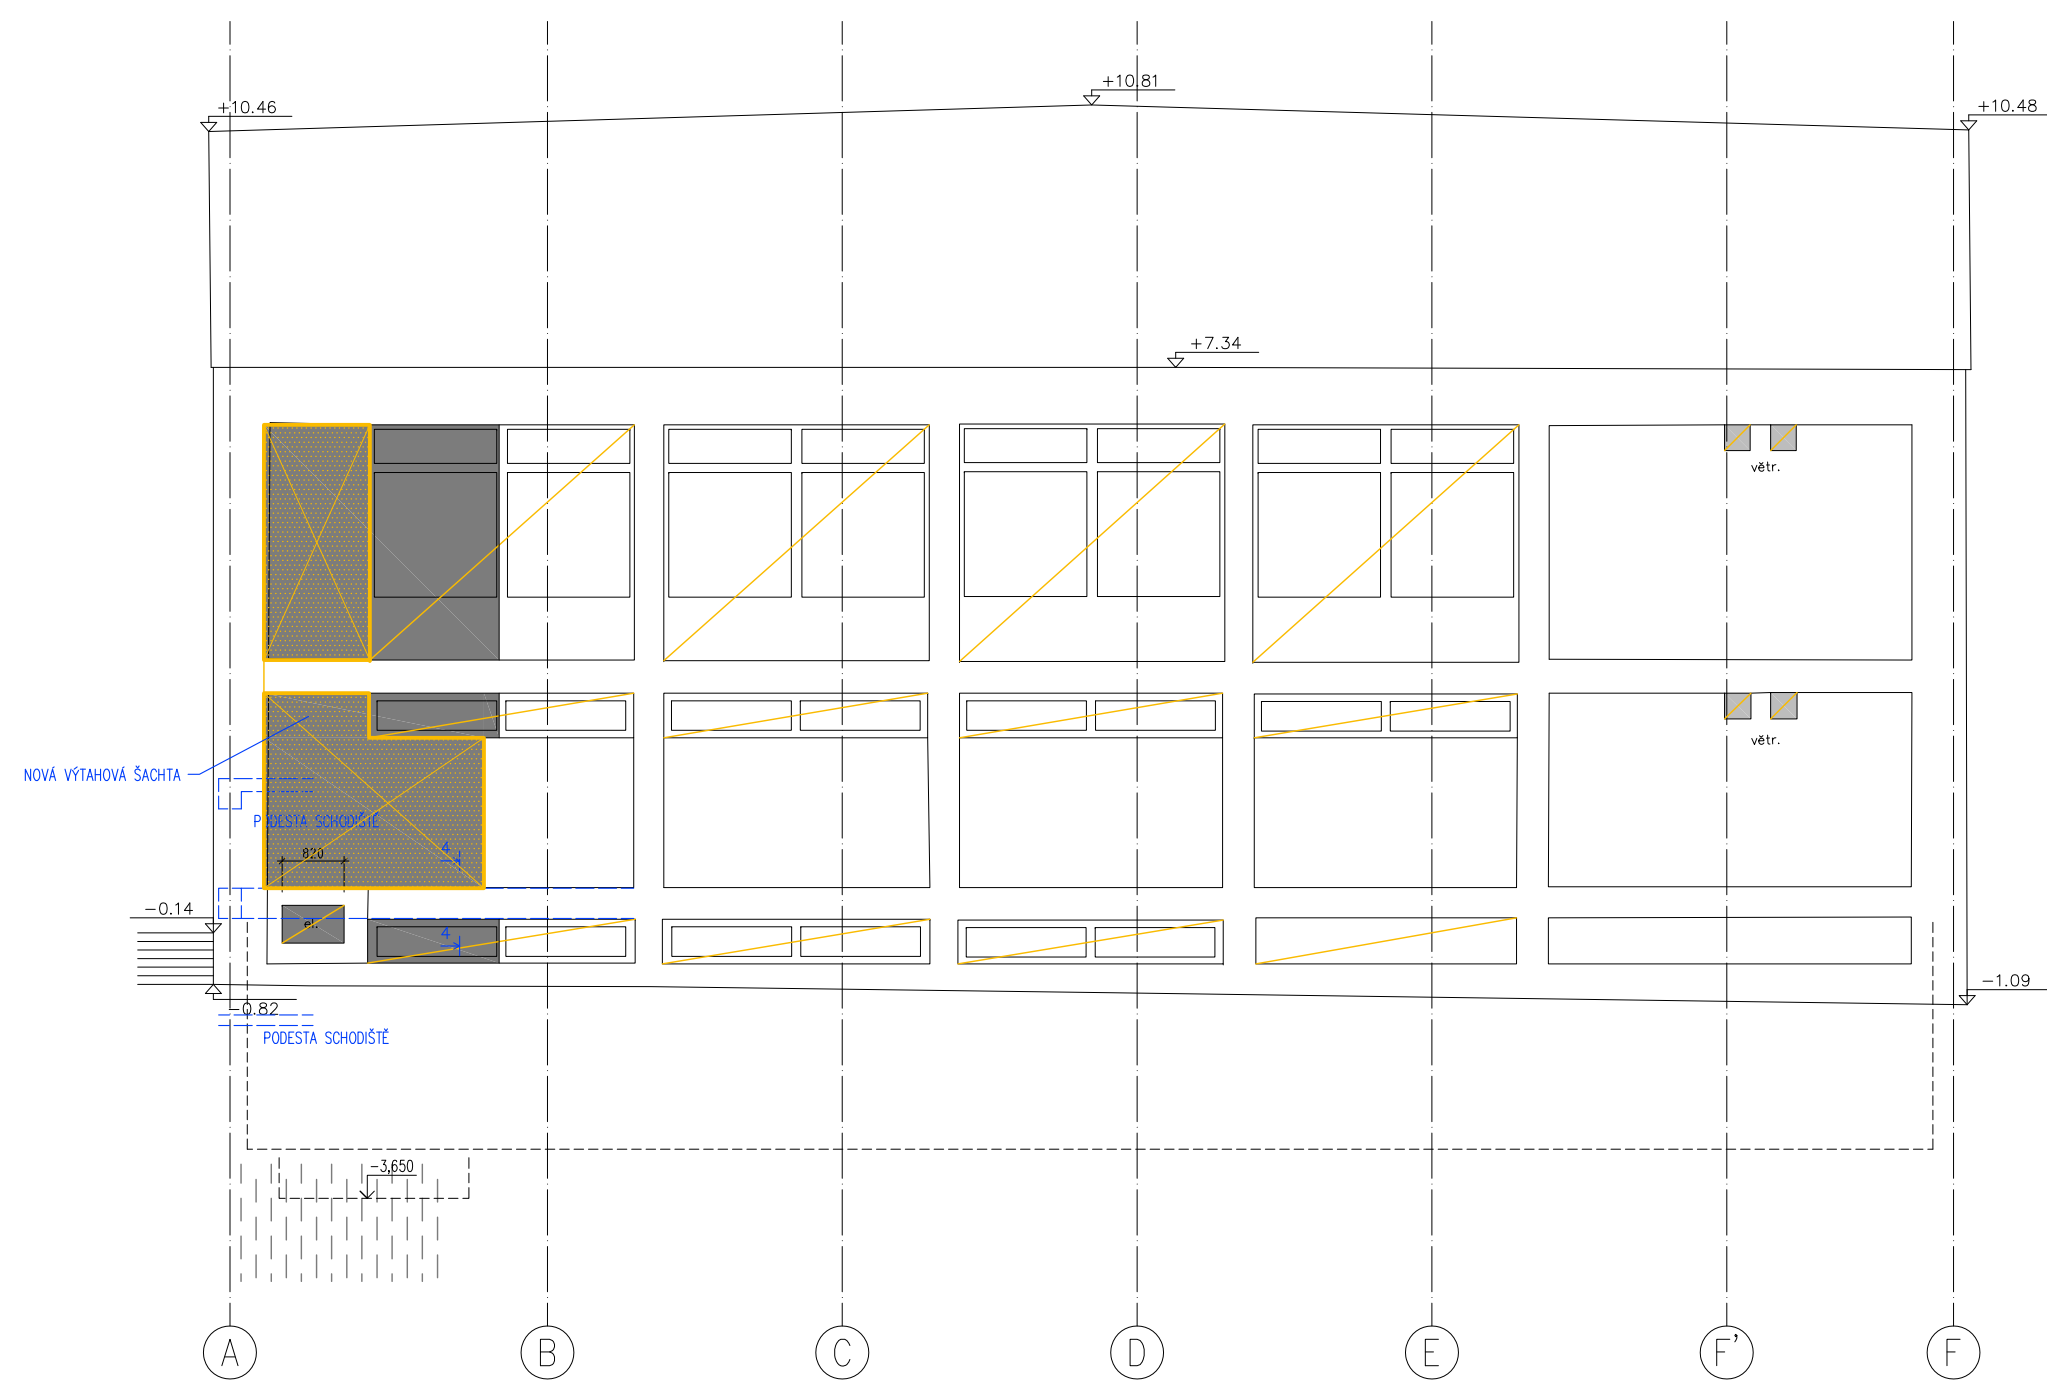 +10.81
+10.46
+10.48
+7.34
větr.
větr.
NOVÁ VÝTAHOVÁ ŠACHTA
PODESTA SCHODIŠTĚ
820
4
-0.14
el.
4
-0.82
-1.09
PODESTA SCHODIŠTĚ
-3,650
A
B
C
D
E
F'
F